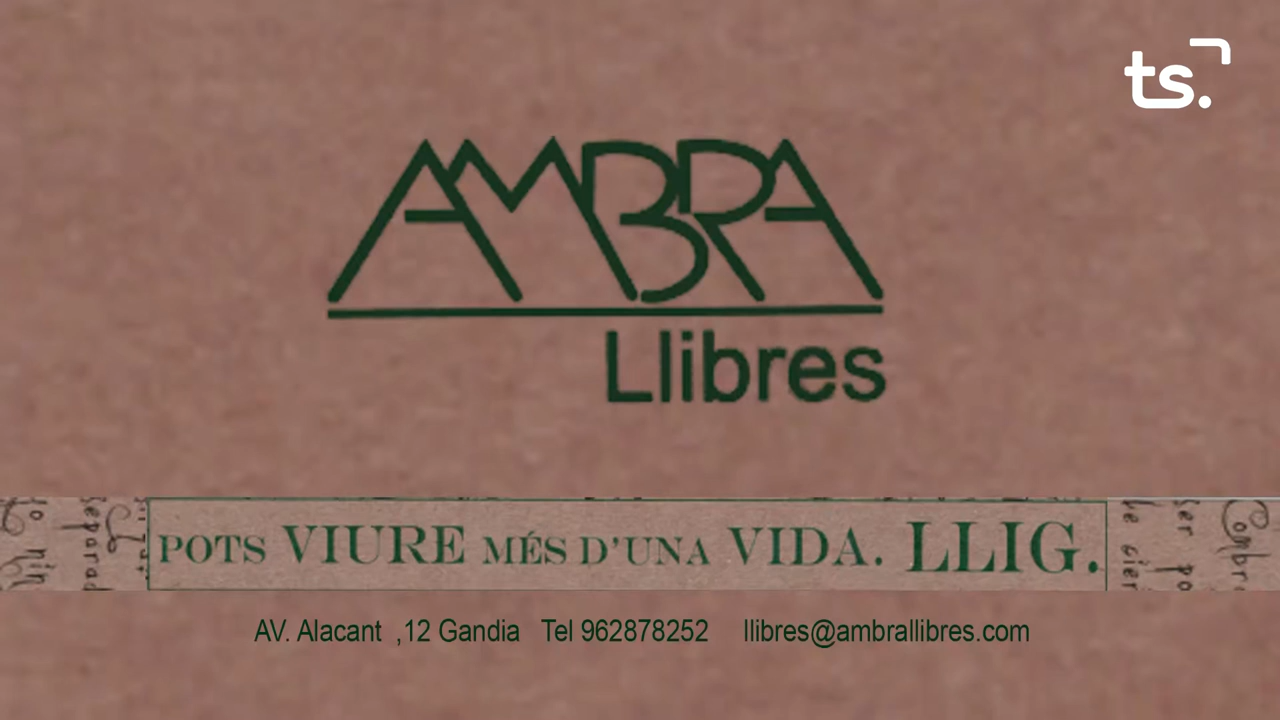 ts.
AMBRA
Llibres
POTS VIURE MÉS D'UNA VIDA. LLIG.
AV. Alacant ,12 Gandia Tel 962878252 llibres@ambrallibres.com